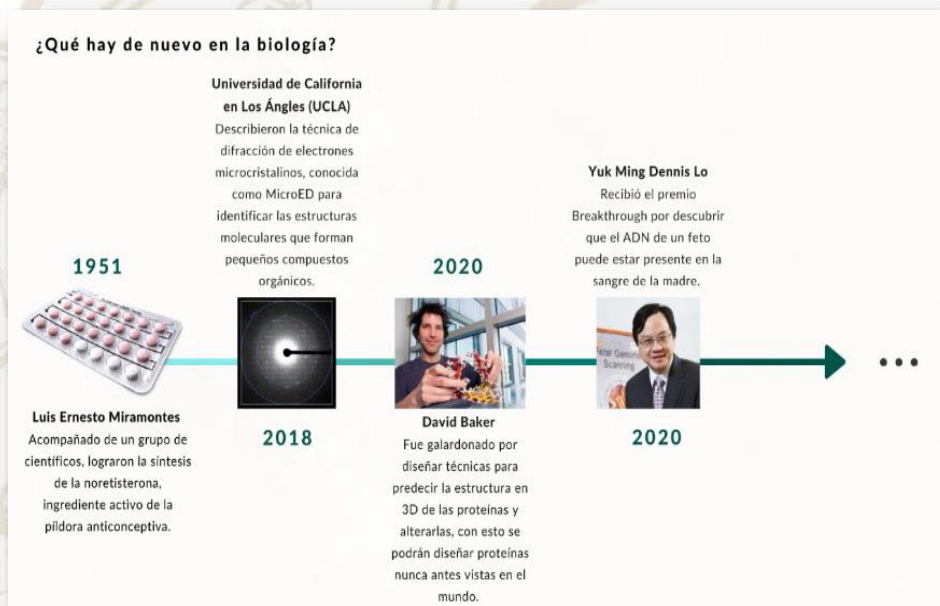 ¿Qué hay de nuevo en la biología?
1951
Luis Ernesto Miramontes
Acompañado de un grupo de
científicos, lograron la síntesis
de la noretisterona,
ingrediente activo de la
píldora anticonceptiva.
Universidad de California
en Los Ángles (UCLA)
Describieron la técnica de
difracción de electrones
microcristalinos, conocida
como MicroED para
identificar las estructuras
moleculares que forman
pequeños compuestos
orgánicos.
2018
2020
David Baker
Fue galardonado por
diseñar técnicas para
predecir la estructura en
3D de las proteínas y
alterarlas, con esto se
podrán diseñar proteínas
nunca antes vistas en el
mundo.
Yuk Ming Dennis Lo
Recibió el premio
Breakthrough por descubrir
que el ADN de un feto
puede estar presente en la
sangre de la madre.
Fetal Genome
Scanning
2020
...